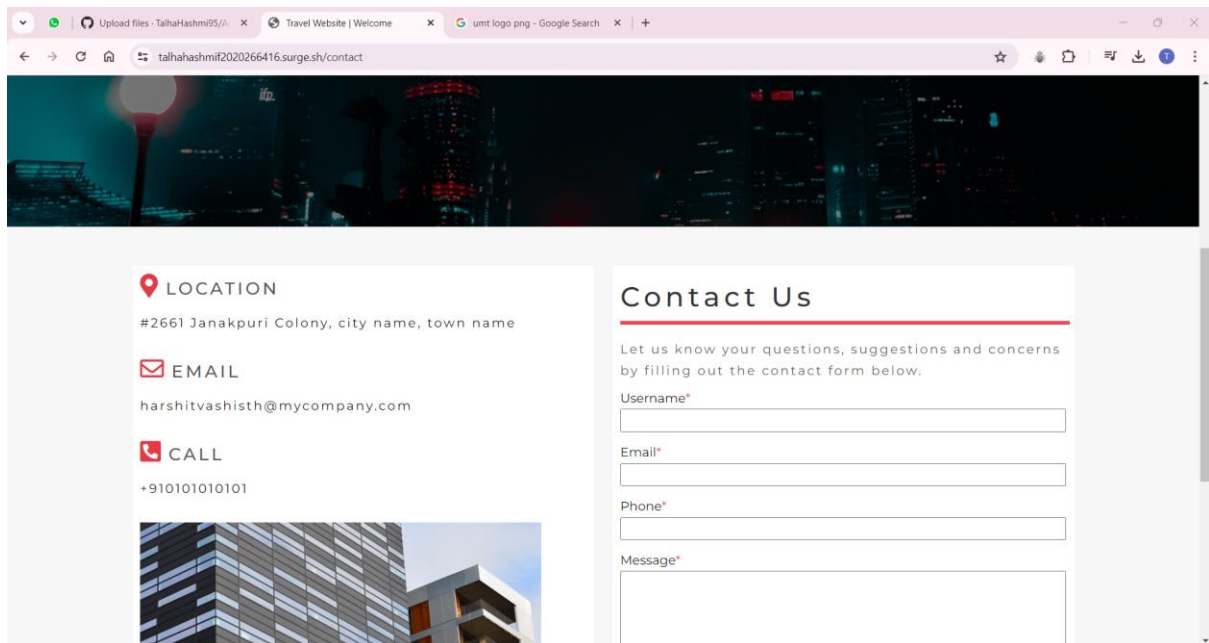 Upload files · TalhaHashmi95/A
Travel Website | Welcome
umt logo png - Google Search
talhahashmif2020266416.surge.sh/contact
T
ifp.
LOCATION
#2661 Janakpuri Colony, city name, town name
EMAIL
harshitvashisth@mycompany.com
CALL
+910101010101
Contact Us
Let us know your questions, suggestions and concerns
by filling out the contact form below.
Username*
Email*
Phone*
Message*